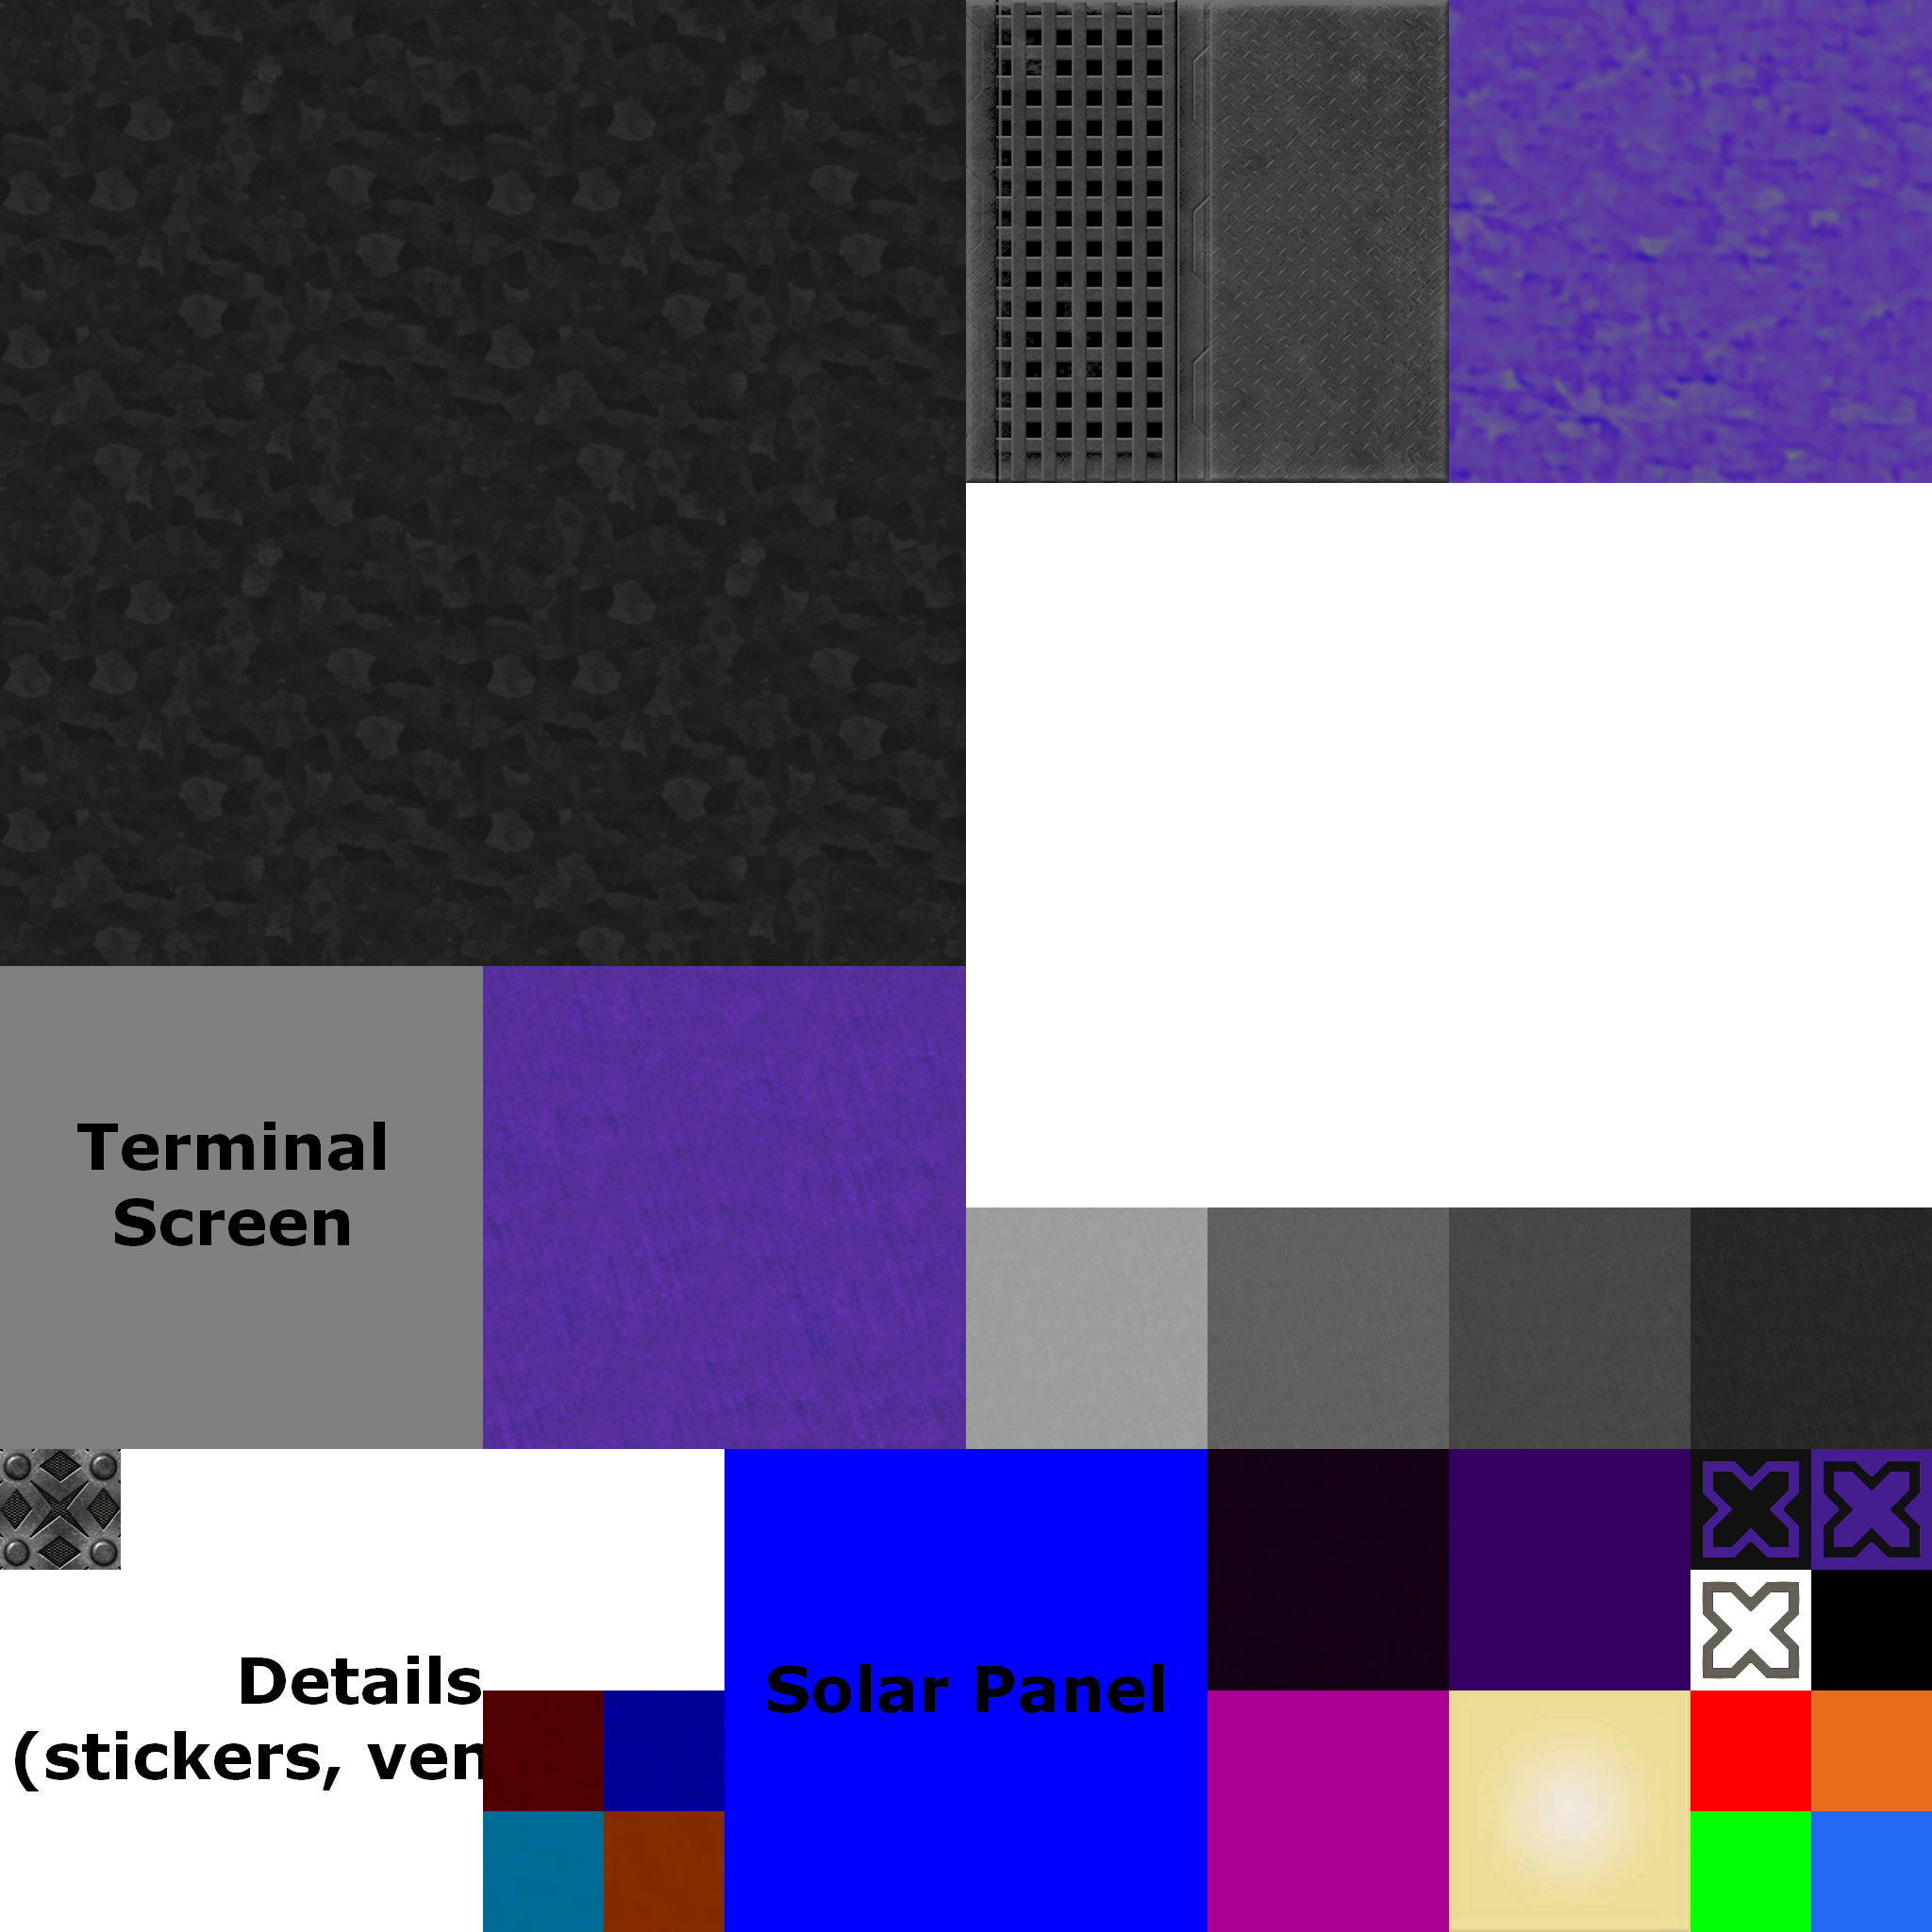 Terminal
Screen
Details
(stickers, ven
Solar Panel